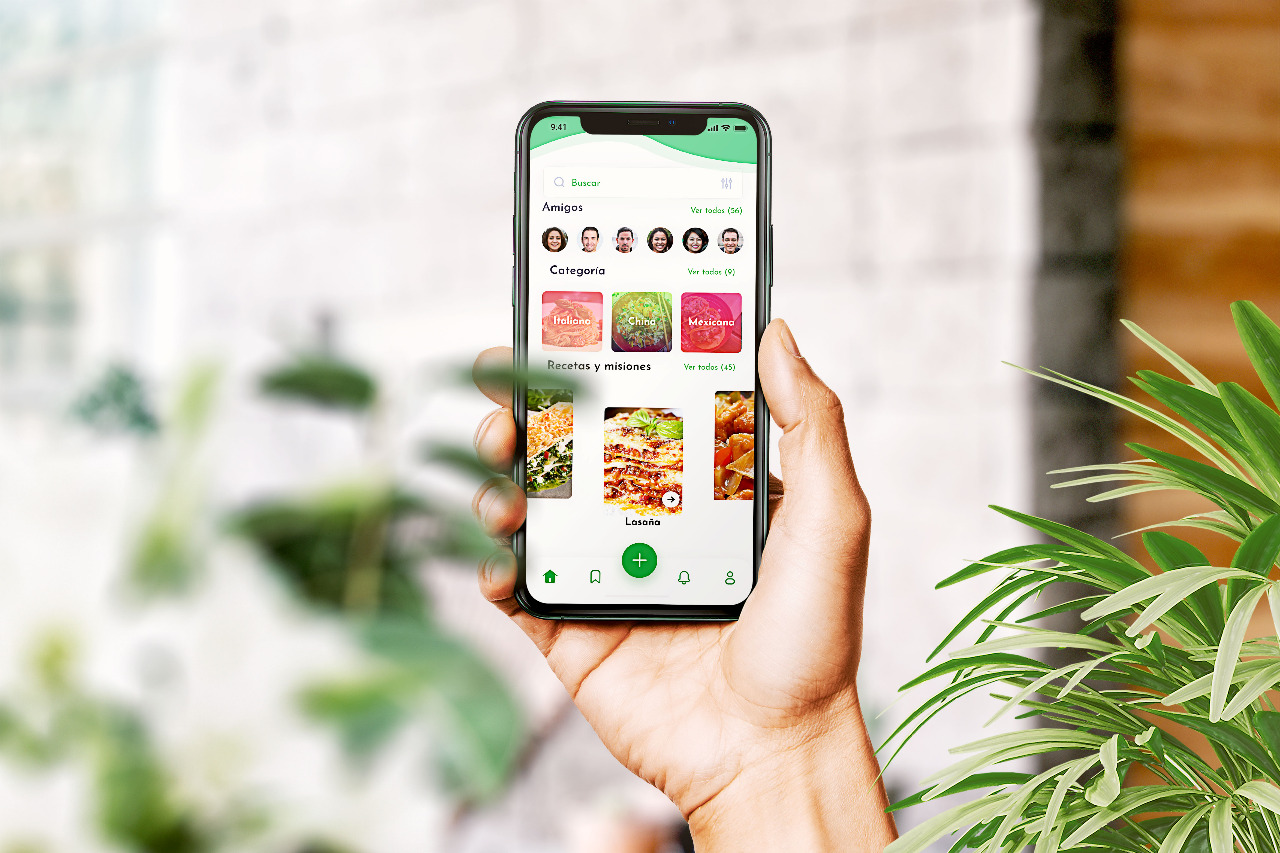 9:41
Buscar
Amigos
Ver todos (56)
Categoría
Ver todos (9)
Italiana
China
Mexicana
Recetas y misiones
Ver todos (45)
Lasaña